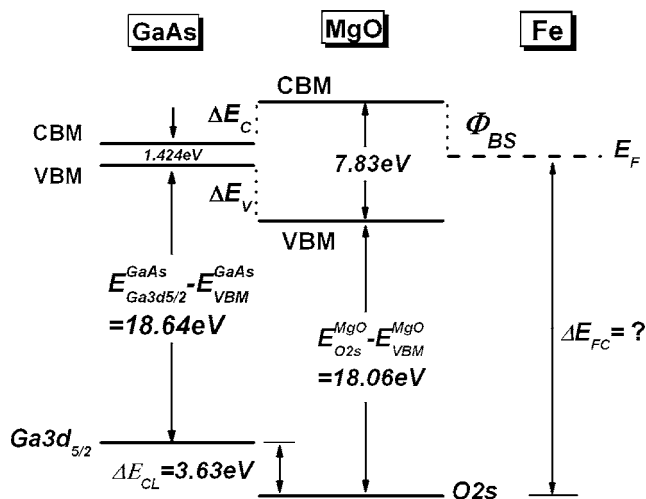 GaAs
MgO
Fe
CBM
ΔE_C
Φ_BS
CBM
1.424eV
VBM
7.83eV
E_F
ΔE_V
VBM
E^GaAs_Ga3d5/2-E^GaAs_VBM
=18.64eV
E^MgO_O2s-E^MgO_VBM
=18.06eV
ΔE_FC= ?
Ga3d_5/2
ΔE_CL=3.63eV
O2s